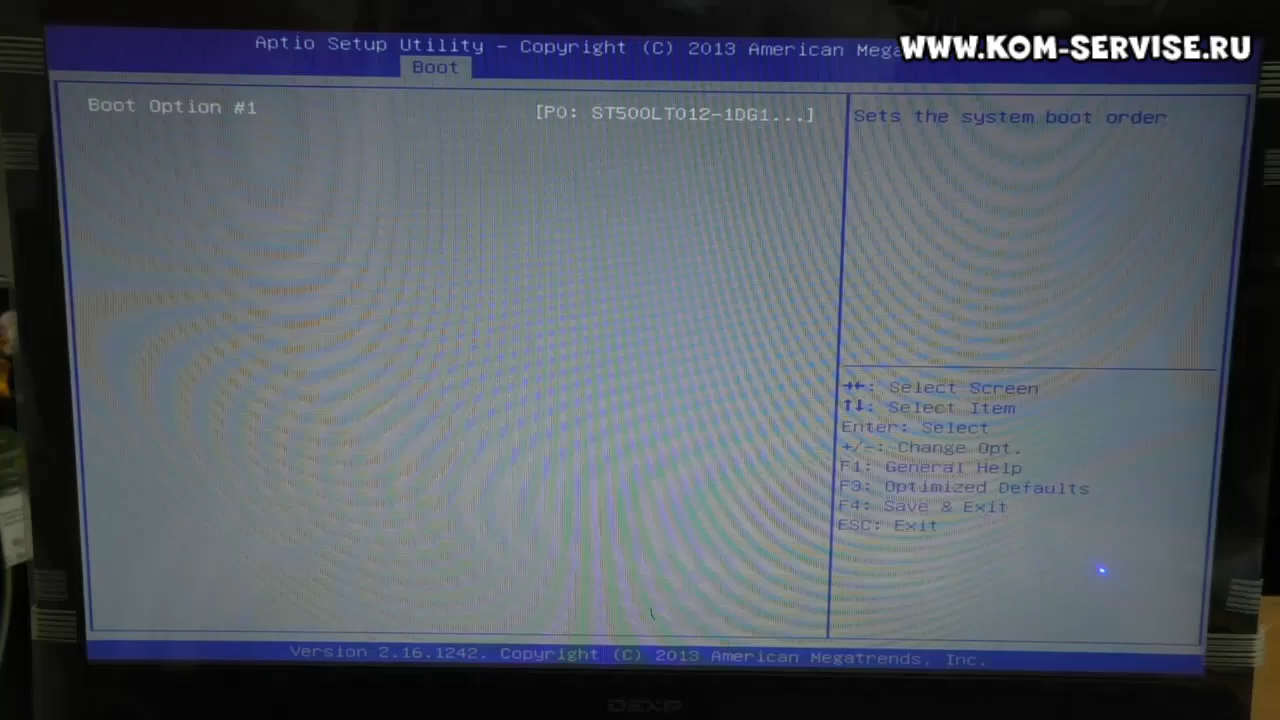 Aptio Setup Utility - Copyright (C) 2013 American Mega
WWW.KOM-SERVISE.RU
Boot
Boot Option #1 [P0: ST500LT012-1DG1...]
Sets the system boot order
→←: Select Screen
↑↓: Select Item
Enter: Select
+/-: Change Opt.
F1: General Help
F3: Optimized Defaults
F4: Save & Exit
ESC: Exit
Version 2.16.1242. Copyright (C) 2013 American Megatrends, Inc.
DEXP